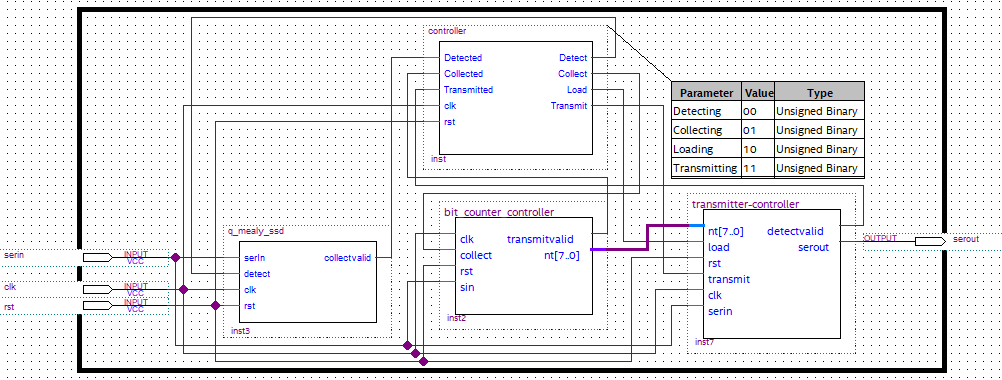 controller
Detected Detect
Collected Collect
Transmitted Load
clk Transmit
rst
inst
Parameter Value Type
Detecting 00 Unsigned Binary
Collecting 01 Unsigned Binary
Loading 10 Unsigned Binary
Transmitting 11 Unsigned Binary
serin INPUT VCC
clk INPUT VCC
rst INPUT VCC
q_mealy_ssd
serIn collectvalid
detect
clk
rst
inst3
bit_counter_controller
clk transmitvalid
collect nt[7..0]
rst
sin
inst2
transmitter-controller
nt[7..0] detectvalid
load serout
rst
transmit
clk
serin
inst7
OUTPUT serout